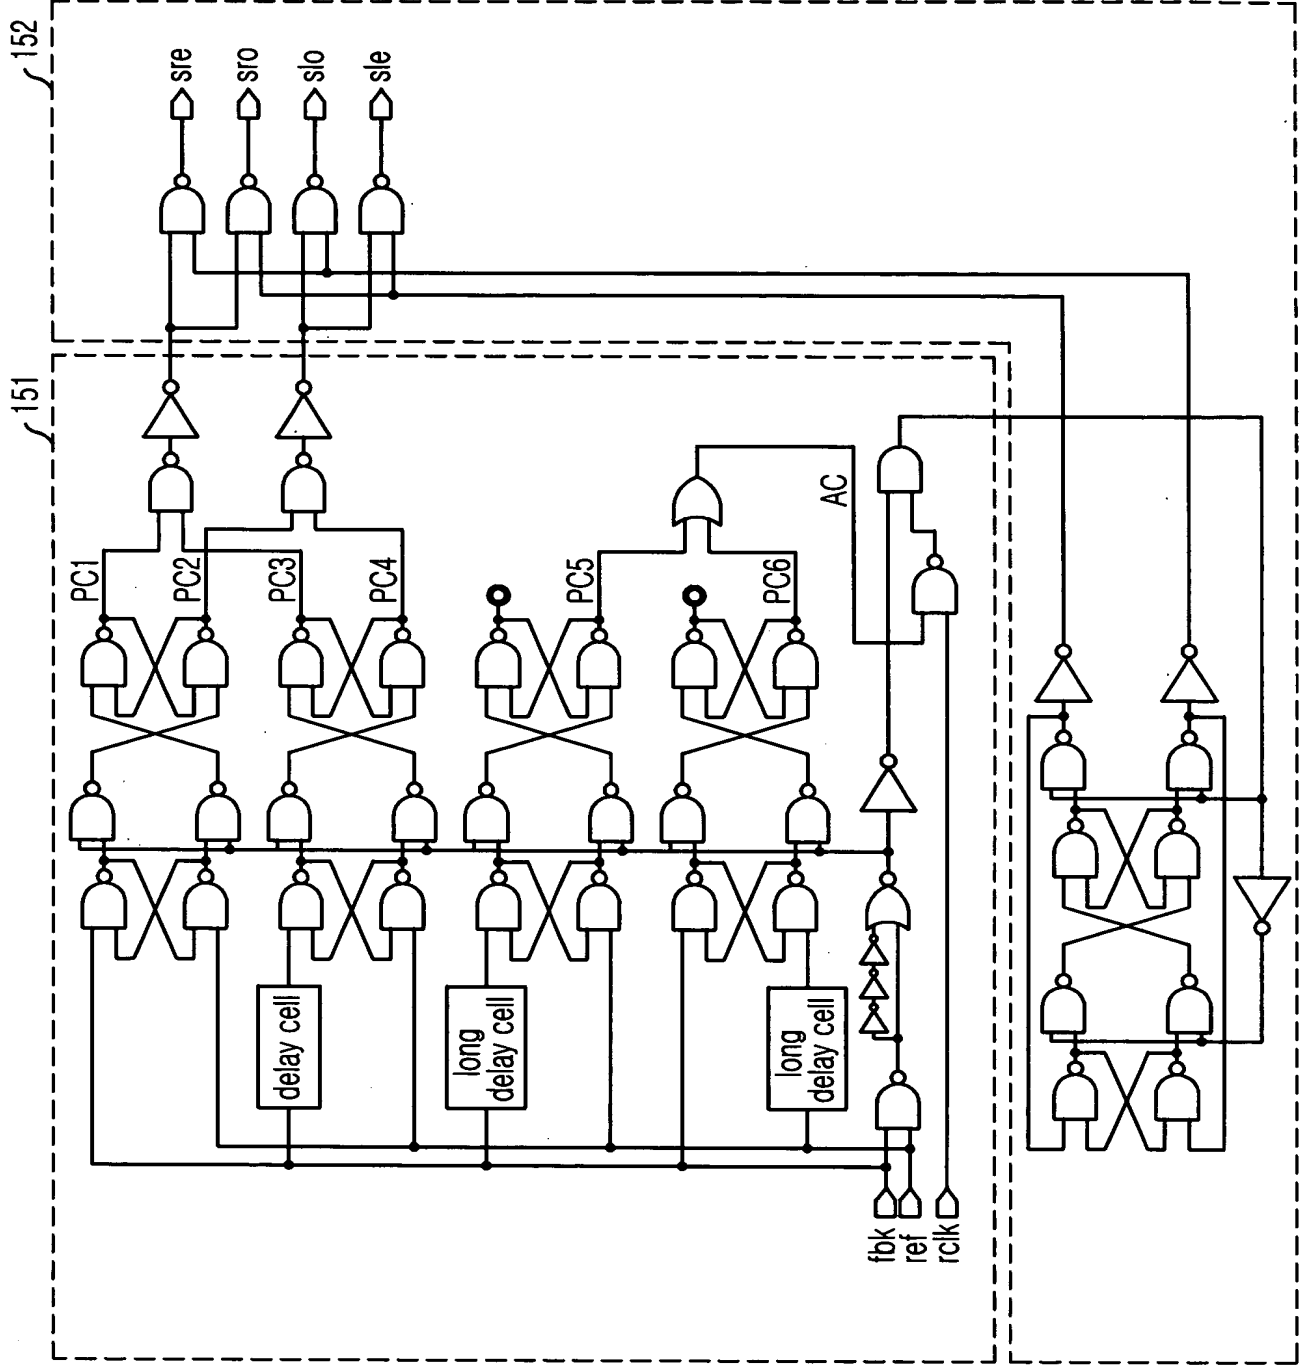 152
sre
sro
slo
sle
151
PC1
PC2
PC3
PC4
PC5
PC6
AC
delay cell
long
delay cell
long
delay cell
fbk
ref
rclk